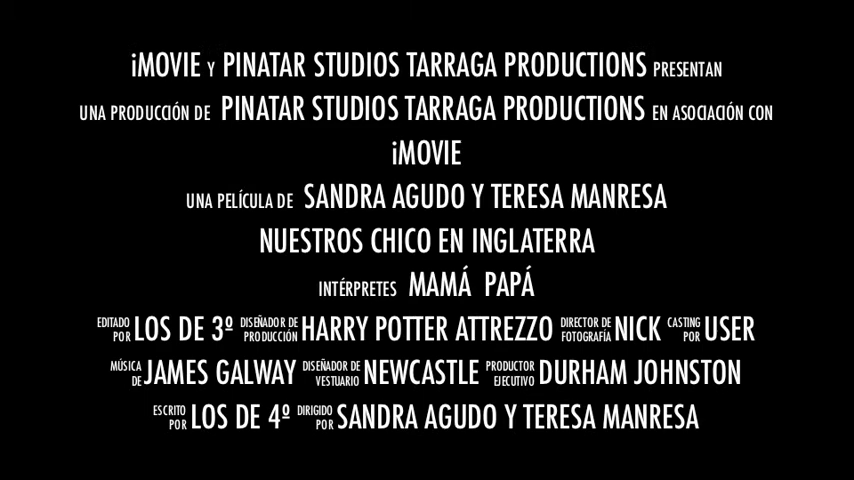 iMOVIE Y PINATAR STUDIOS TARRAGA PRODUCTIONS PRESENTAN
UNA PRODUCCIÓN DE PINATAR STUDIOS TARRAGA PRODUCTIONS EN ASOCIACIÓN CON
iMOVIE
UNA PELÍCULA DE SANDRA AGUDO Y TERESA MANRESA
NUESTROS CHICO EN INGLATERRA
INTÉRPRETES MAMÁ PAPÁ
EDITADO POR LOS DE 3º DISEÑADOR DE PRODUCCIÓN HARRY POTTER ATTREZZO DIRECTOR DE FOTOGRAFÍA NICK CASTING POR USER
MÚSICA DE JAMES GALWAY DISEÑADOR DE VESTUARIO NEWCASTLE PRODUCTOR EJECUTIVO DURHAM JOHNSTON
ESCRITO POR LOS DE 4º DIRIGIDO POR SANDRA AGUDO Y TERESA MANRESA